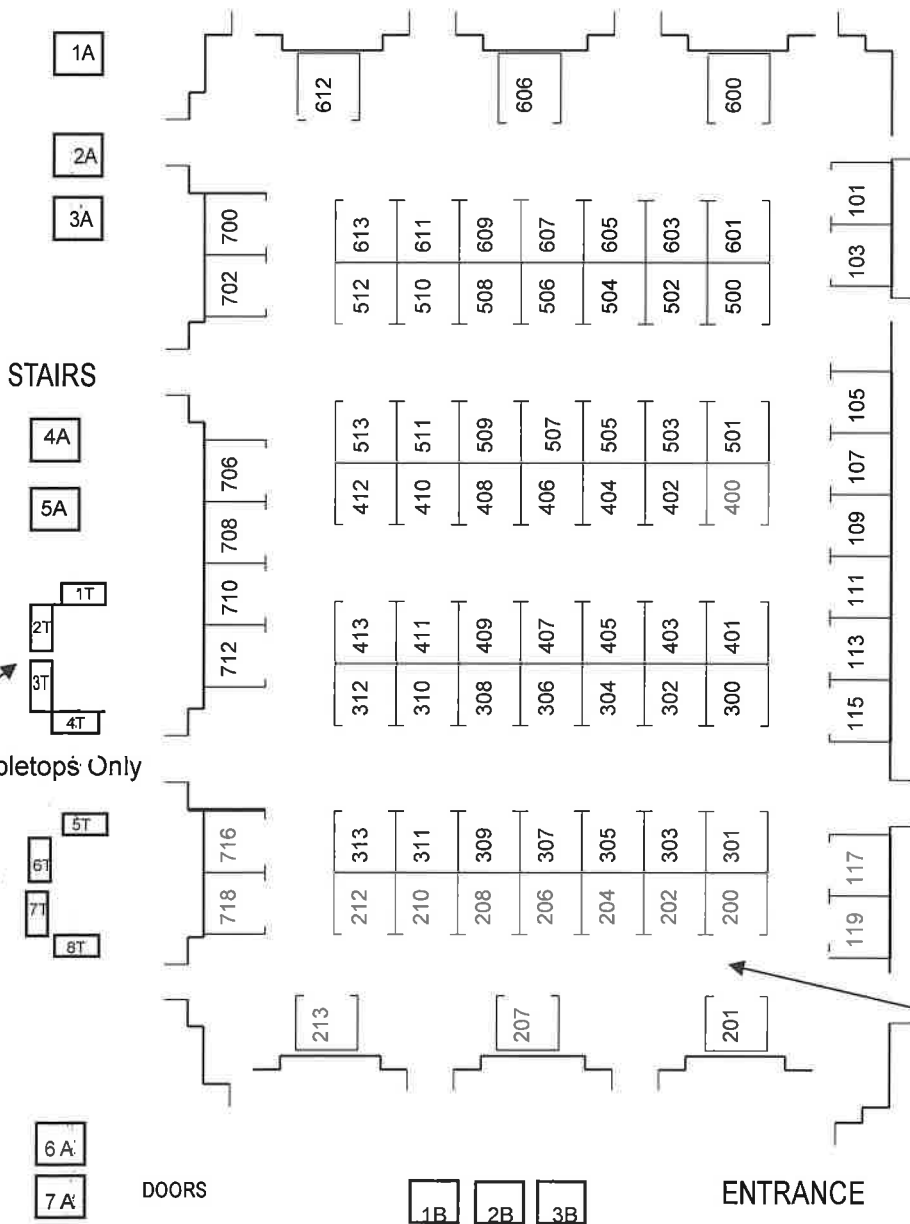 1A
612 606 600
2A
3A
700
702
613 611 609 607 605 603 601
512 510 508 506 504 502 500
101
103
STAIRS
4A
5A
706
708
710
712
513 511 509 507 505 503 501
412 410 408 406 404 402 400
105
107
109
111
113
115
1T
2T
3T
4T
413 411 409 407 405 403 401
312 310 308 306 304 302 300
bletops Only
5T
6T
7T
8T
716
718
313 311 309 307 305 303 301
212 210 208 206 204 202 200
117
119
213 207 201
6 A
7 A
DOORS
1B 2B 3B
ENTRANCE